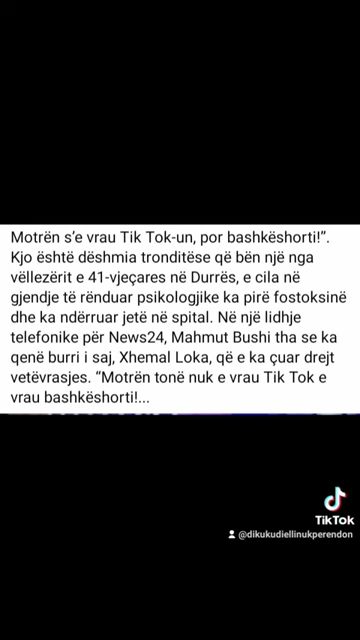 Motrën s’e vrau Tik Tok-un, por bashkëshorti!”.
Kjo është dëshmia tronditëse që bën një nga
vëllezërit e 41-vjeçares në Durrës, e cila në
gjendje të rënduar psikologjike ka pirë fostoksinë
dhe ka ndërruar jetë në spital. Në një lidhje
telefonike për News24, Mahmut Bushi tha se ka
qenë burri i saj, Xhemal Loka, që e ka çuar drejt
vetëvrasjes. “Motrën tonë nuk e vrau Tik Tok e
vrau bashkëshorti!...
TikTok
@dikukudiellinukperendon